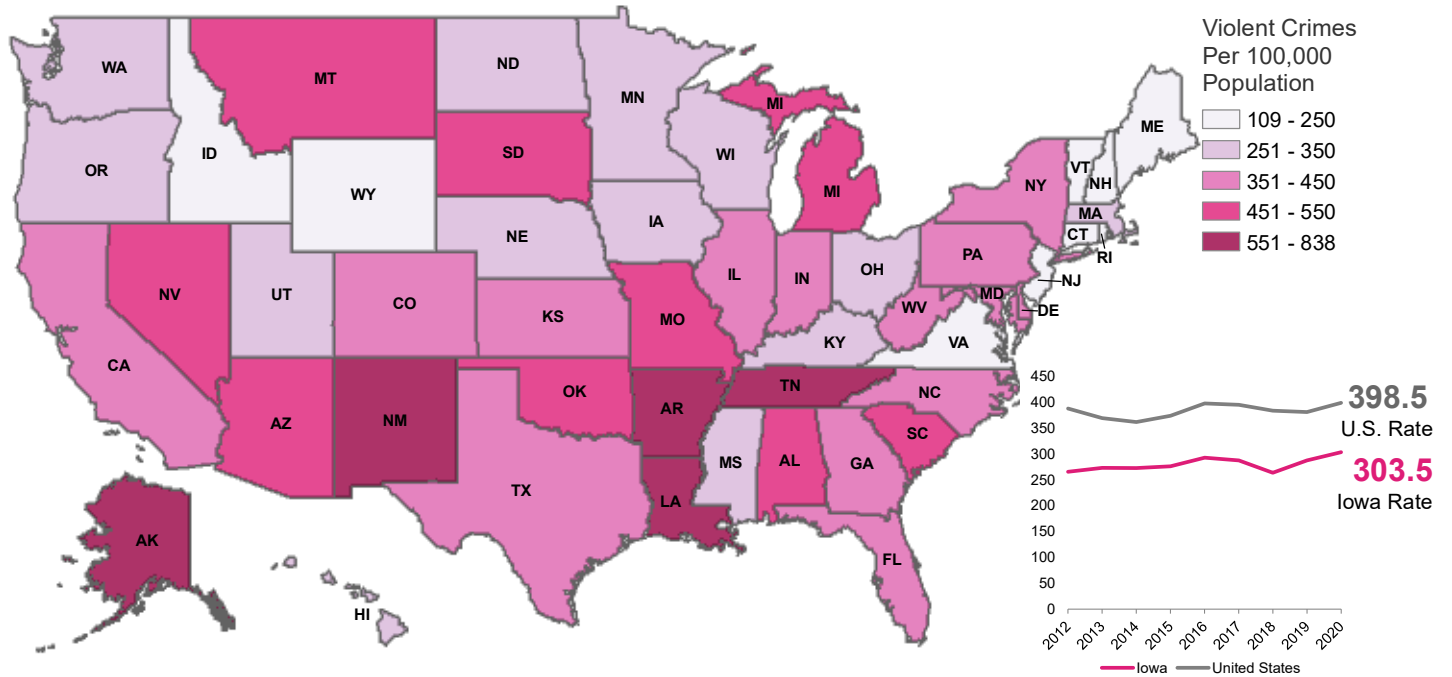 Violent Crimes
Per 100,000
Population
109 - 250
251 - 350
351 - 450
451 - 550
551 - 838
WA
MT
ND
MN
MI
ME
OR
ID
SD
WI
VT
NH
WY
MI
NY
MA
IA
CT
NE
RI
PA
NV
UT
CO
IL
IN
OH
NJ
MD
WV
DE
KS
MO
KY
VA
CA
OK
TN
NC
AZ
NM
AR
SC
MS
AL
GA
TX
LA
AK
FL
HI
450
400
350
300
250
200
150
100
50
0
398.5
U.S. Rate
303.5
Iowa Rate
2012
2013
2014
2015
2016
2017
2018
2019
2020
Iowa
United States